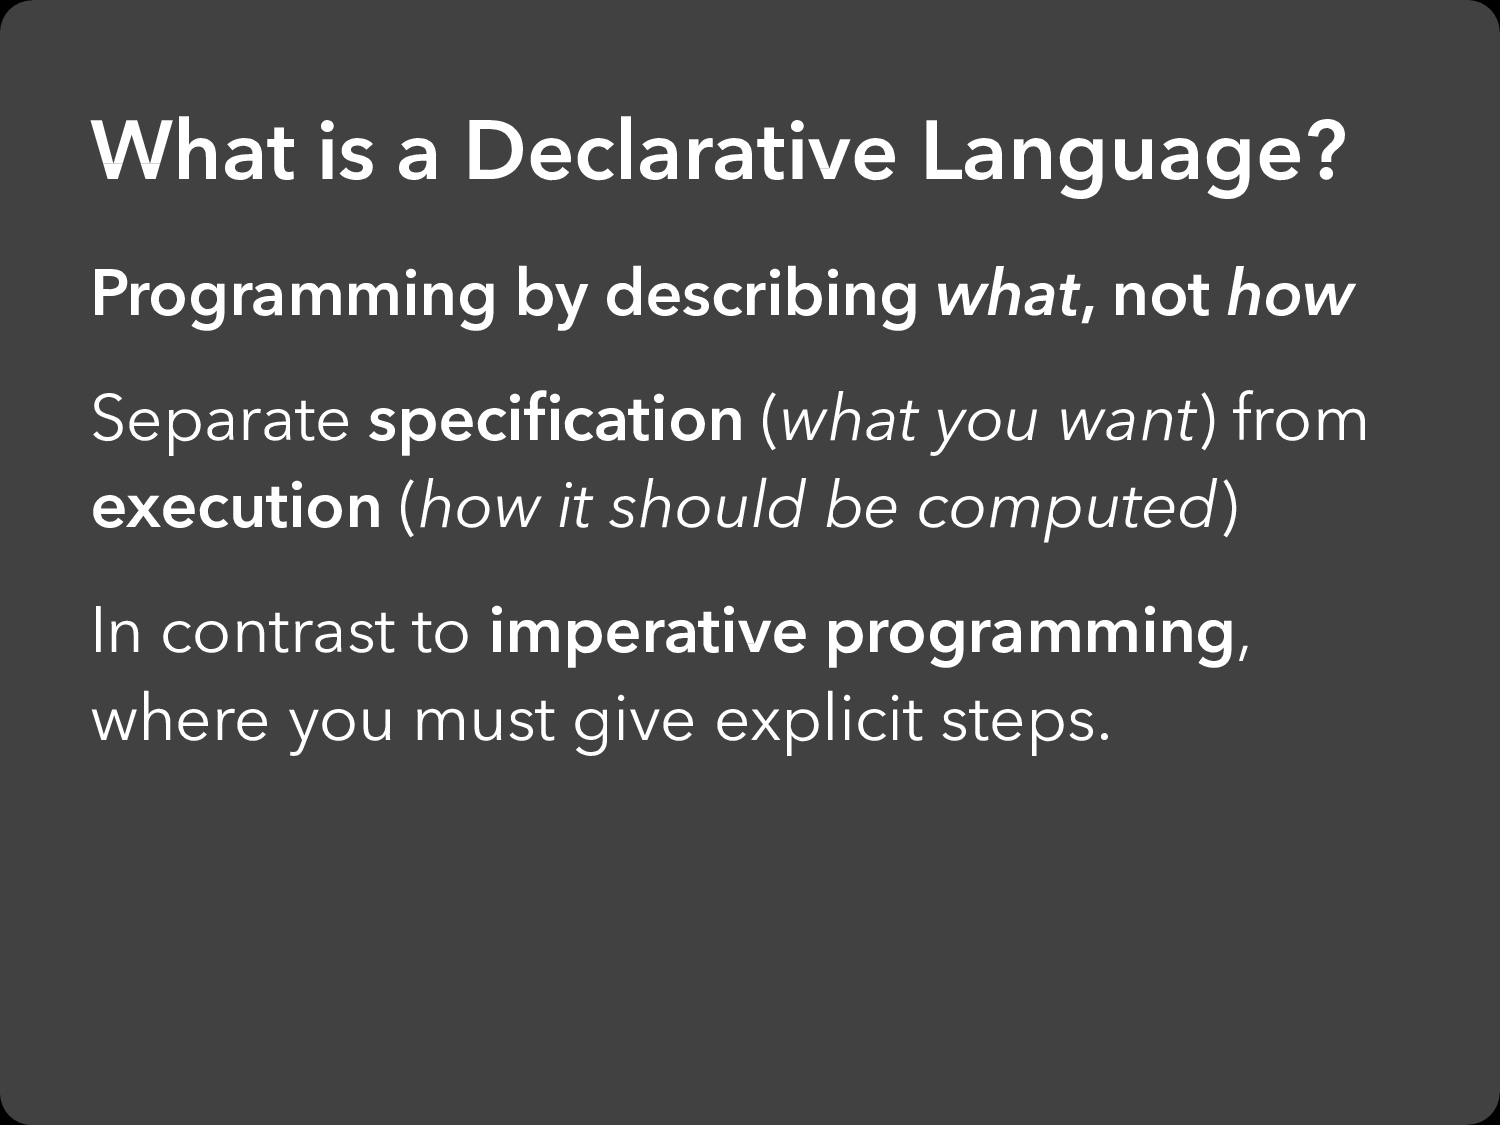 What is a Declarative Language?
Programming by describing what, not how
Separate specification (what you want) from
execution (how it should be computed)
In contrast to imperative programming,
where you must give explicit steps.